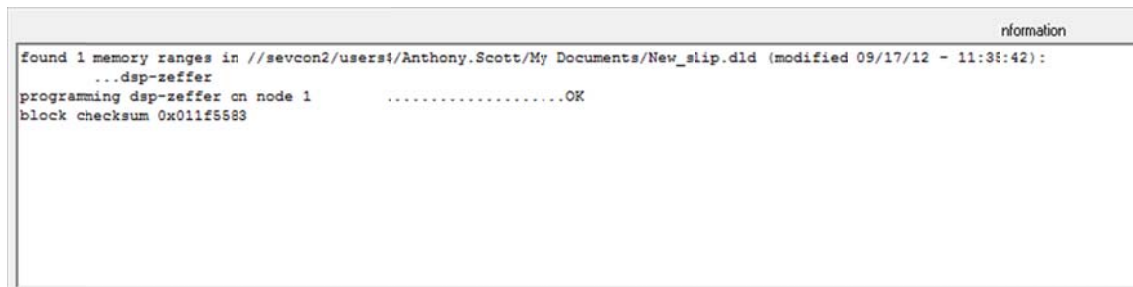 nformation
found 1 memory ranges in //sevcon2/users4/Anthony.Scott/My Documents/New_slip.dld (modified 09/17/12 - 11:38:42):
...dsp-zeffer
programming dsp-zeffer on node 1 ....................OK
block checksum 0x011f5583